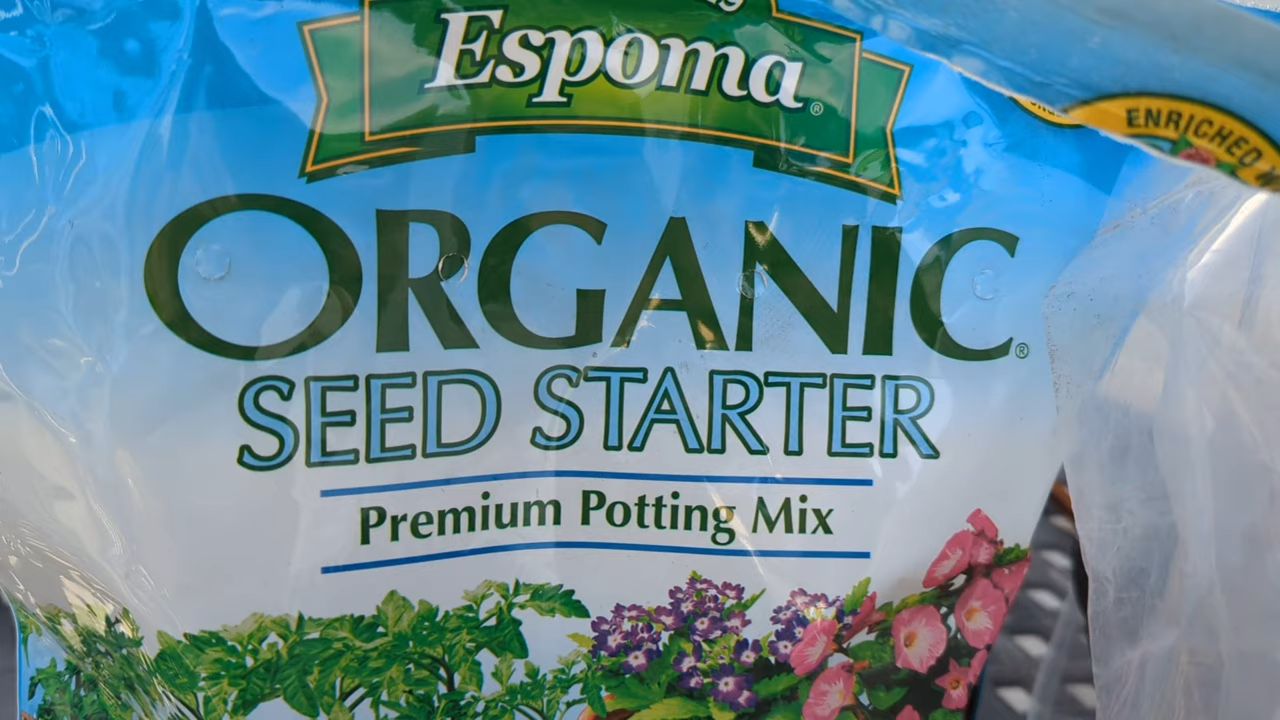 Espoma®
ENRICHED
ORGANIC®
SEED STARTER
Premium Potting Mix